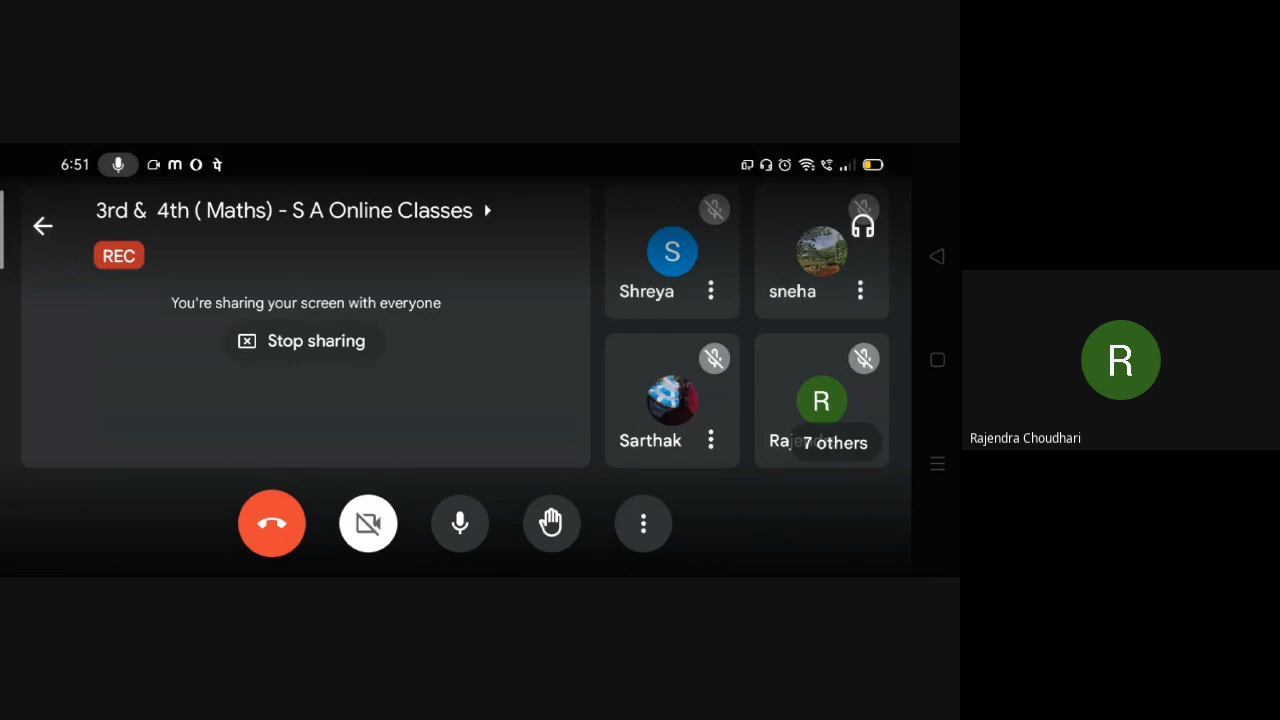 6:51
3rd & 4th ( Maths) - S A Online Classes
REC
You're sharing your screen with everyone
Stop sharing
S
Shreya
sneha
Sarthak
R
7 others
R
Rajendra Choudhari